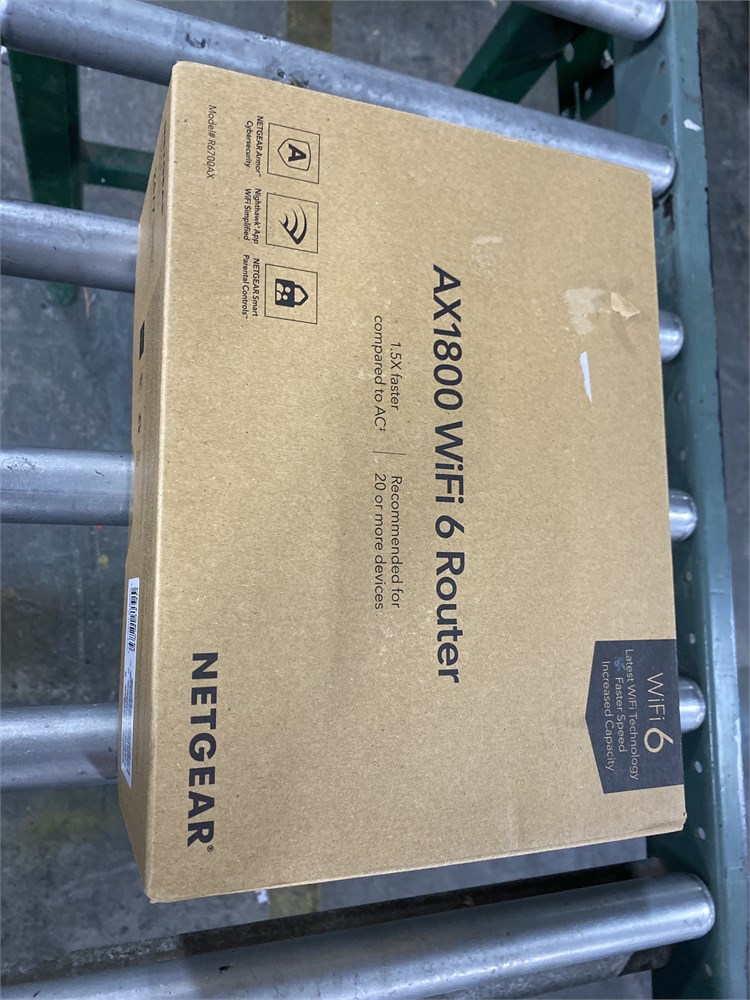 WiFi 6
Latest WiFi Technology
Faster Speed
Increased Capacity
AX1800 WiFi 6 Router
1.5X faster
compared to AC‡
Recommended for
20 or more devices
NETGEAR Armor™
Cybersecurity
Nighthawk® App
WiFi Simplified
NETGEAR Smart
Parental Controls™
Model# R6700AX
NETGEAR®